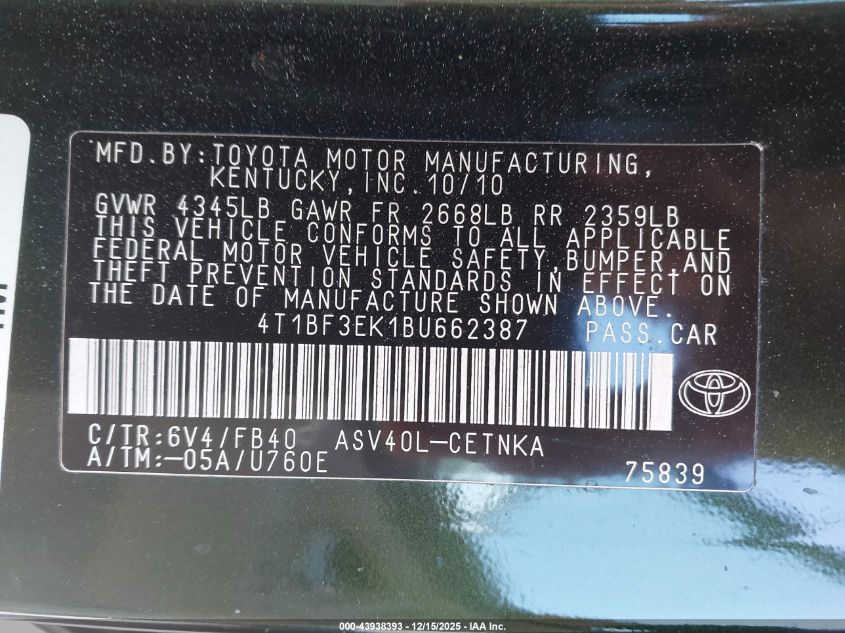 MFD.BY:TOYOTA MOTOR MANUFACTURING,
KENTUCKY,INC.10/10
GVWR 4345LB GAWR FR 2668LB RR 2359LB
THIS VEHICLE CONFORMS TO ALL APPLICABLE
FEDERAL MOTOR VEHICLE SAFETY,BUMPER,AND
THEFT PREVENTION STANDARDS IN EFFECT ON
THE DATE OF MANUFACTURE SHOWN ABOVE.
4T1BF3EK1BU662387 PASS.CAR
C/TR:6V4/FB40 ASV40L-CETNKA
A/TM:-05A/U760E
75839
000-43938393 - 12/15/2025 - IAA Inc.